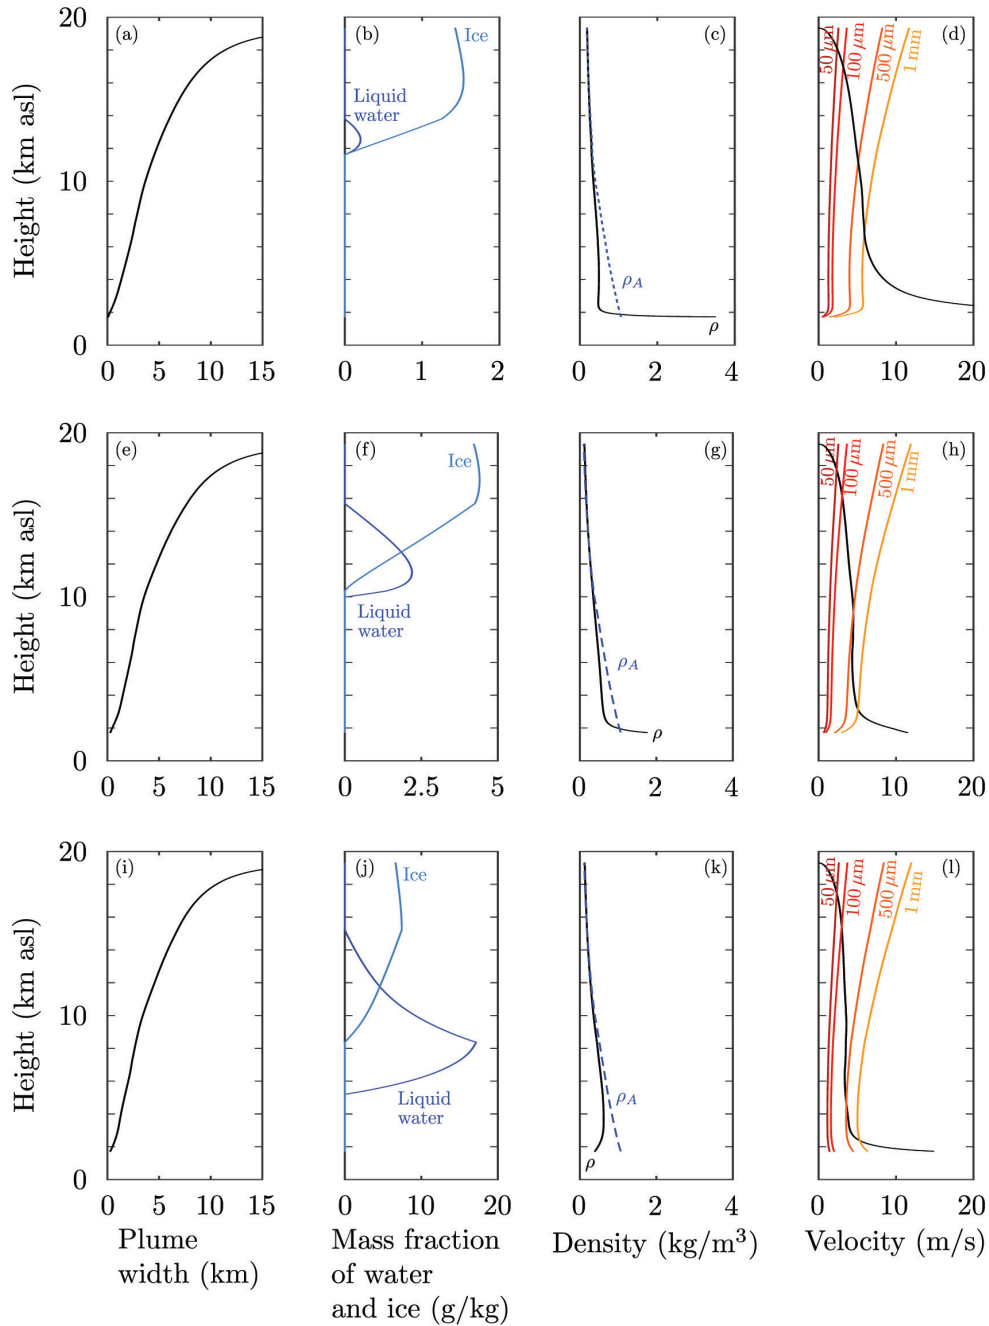 20
(a)
(b)
Ice
(c)
(d)
50 μm
100 μm
500 μm
1 mm
Liquid
water
Height (km asl)
10
ρA
ρ
0
0 5 10 15
0 1 2
0 2 4
0 10 20
20
(e)
(f)
Ice
(g)
(h)
50 μm
100 μm
500 μm
1 mm
Height (km asl)
10
Liquid
water
ρA
ρ
0
0 5 10 15
0 2.5 5
0 2 4
0 10 20
20
(i)
(j)
Ice
(k)
(l)
50 μm
100 μm
500 μm
1 mm
Height (km asl)
10
Liquid
water
ρA
ρ
0
0 5 10 15
0 10 20
0 2 4
0 10 20
Plume
width (km)
Mass fraction
of water
and ice (g/kg)
Density (kg/m³)
Velocity (m/s)